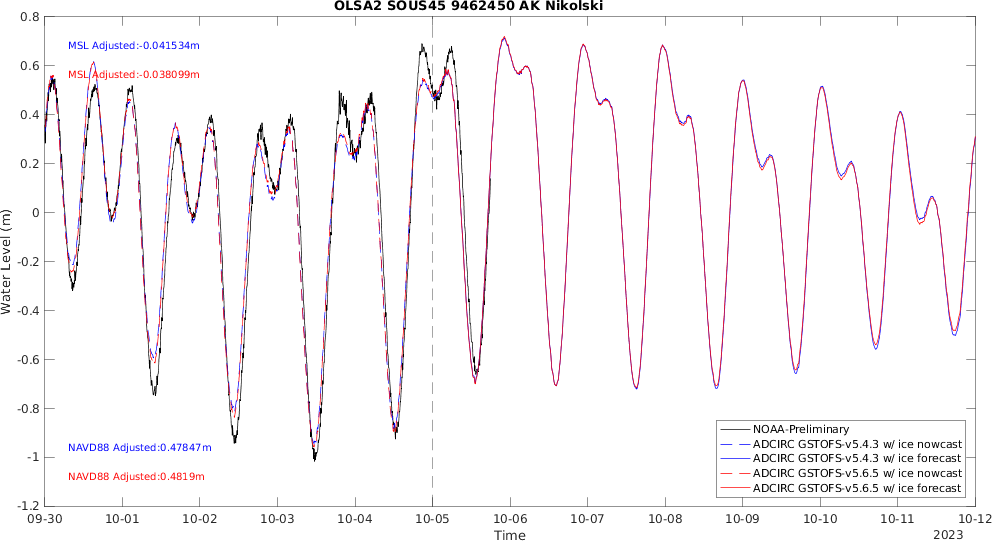 OLSA2 SOUS45 9462450 AK Nikolski
0.8
0.6
0.4
0.2
0
-0.2
-0.4
-0.6
-0.8
-1
-1.2
Water Level (m)
MSL Adjusted:-0.041534m
MSL Adjusted:-0.038099m
NAVD88 Adjusted:0.47847m
NAVD88 Adjusted:0.4819m
NOAA-Preliminary
ADCIRC GSTOFS-v5.4.3 w/ ice nowcast
ADCIRC GSTOFS-v5.4.3 w/ ice forecast
ADCIRC GSTOFS-v5.6.5 w/ ice nowcast
ADCIRC GSTOFS-v5.6.5 w/ ice forecast
09-30 10-01 10-02 10-03 10-04 10-05 10-06 10-07 10-08 10-09 10-10 10-11 10-12
Time
2023